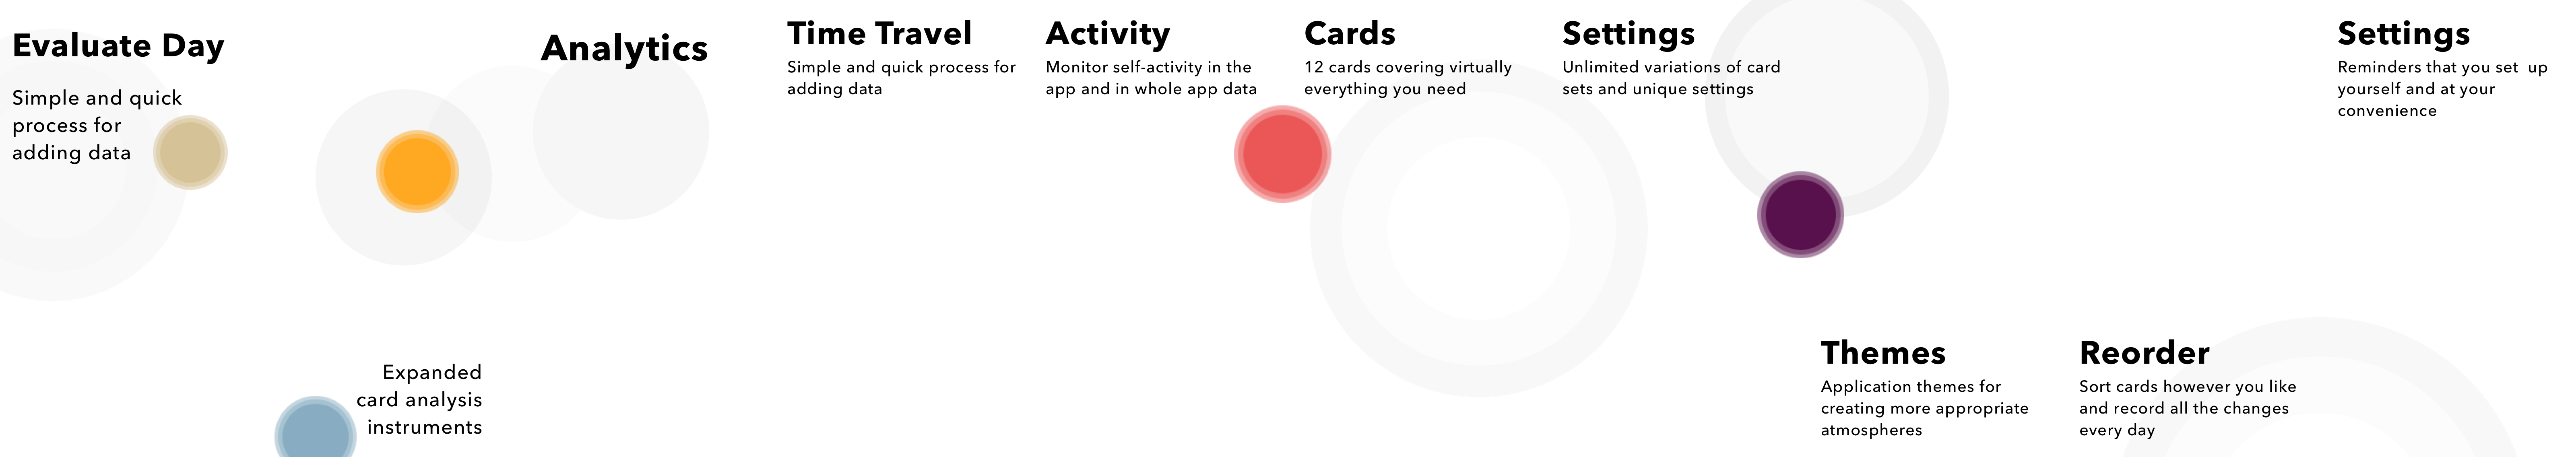 Evaluate Day
Simple and quick
process for
adding data
Analytics
Expanded
card analysis
instruments
Time Travel
Simple and quick process for
adding data
Activity
Monitor self-activity in the
app and in whole app data
Cards
12 cards covering virtually
everything you need
Settings
Unlimited variations of card
sets and unique settings
Themes
Application themes for
creating more appropriate
atmospheres
Reorder
Sort cards however you like
and record all the changes
every day
Settings
Reminders that you set  up
yourself and at your
convenience